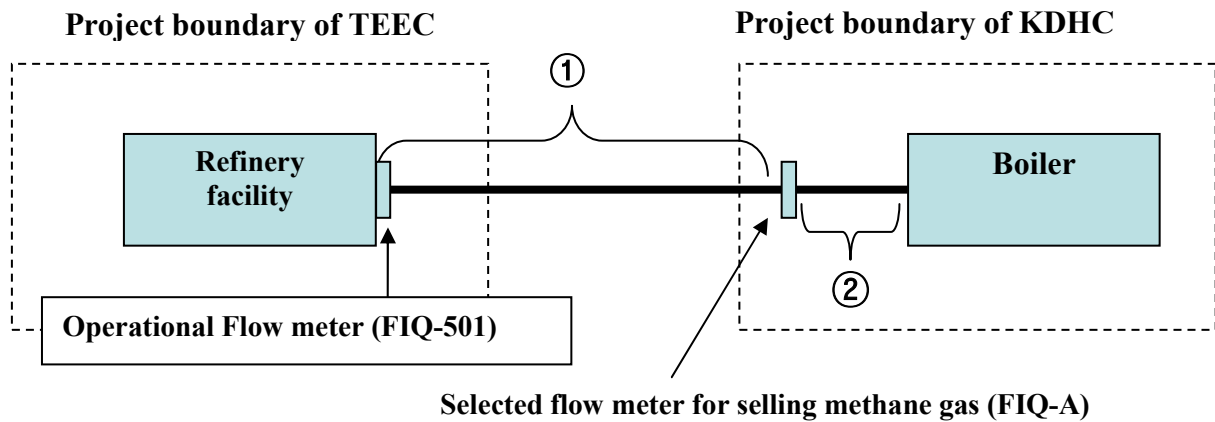 Project boundary of TEEC
Project boundary of KDHC
①
Refinery
facility
Boiler
②
Operational Flow meter (FIQ-501)
Selected flow meter for selling methane gas (FIQ-A)